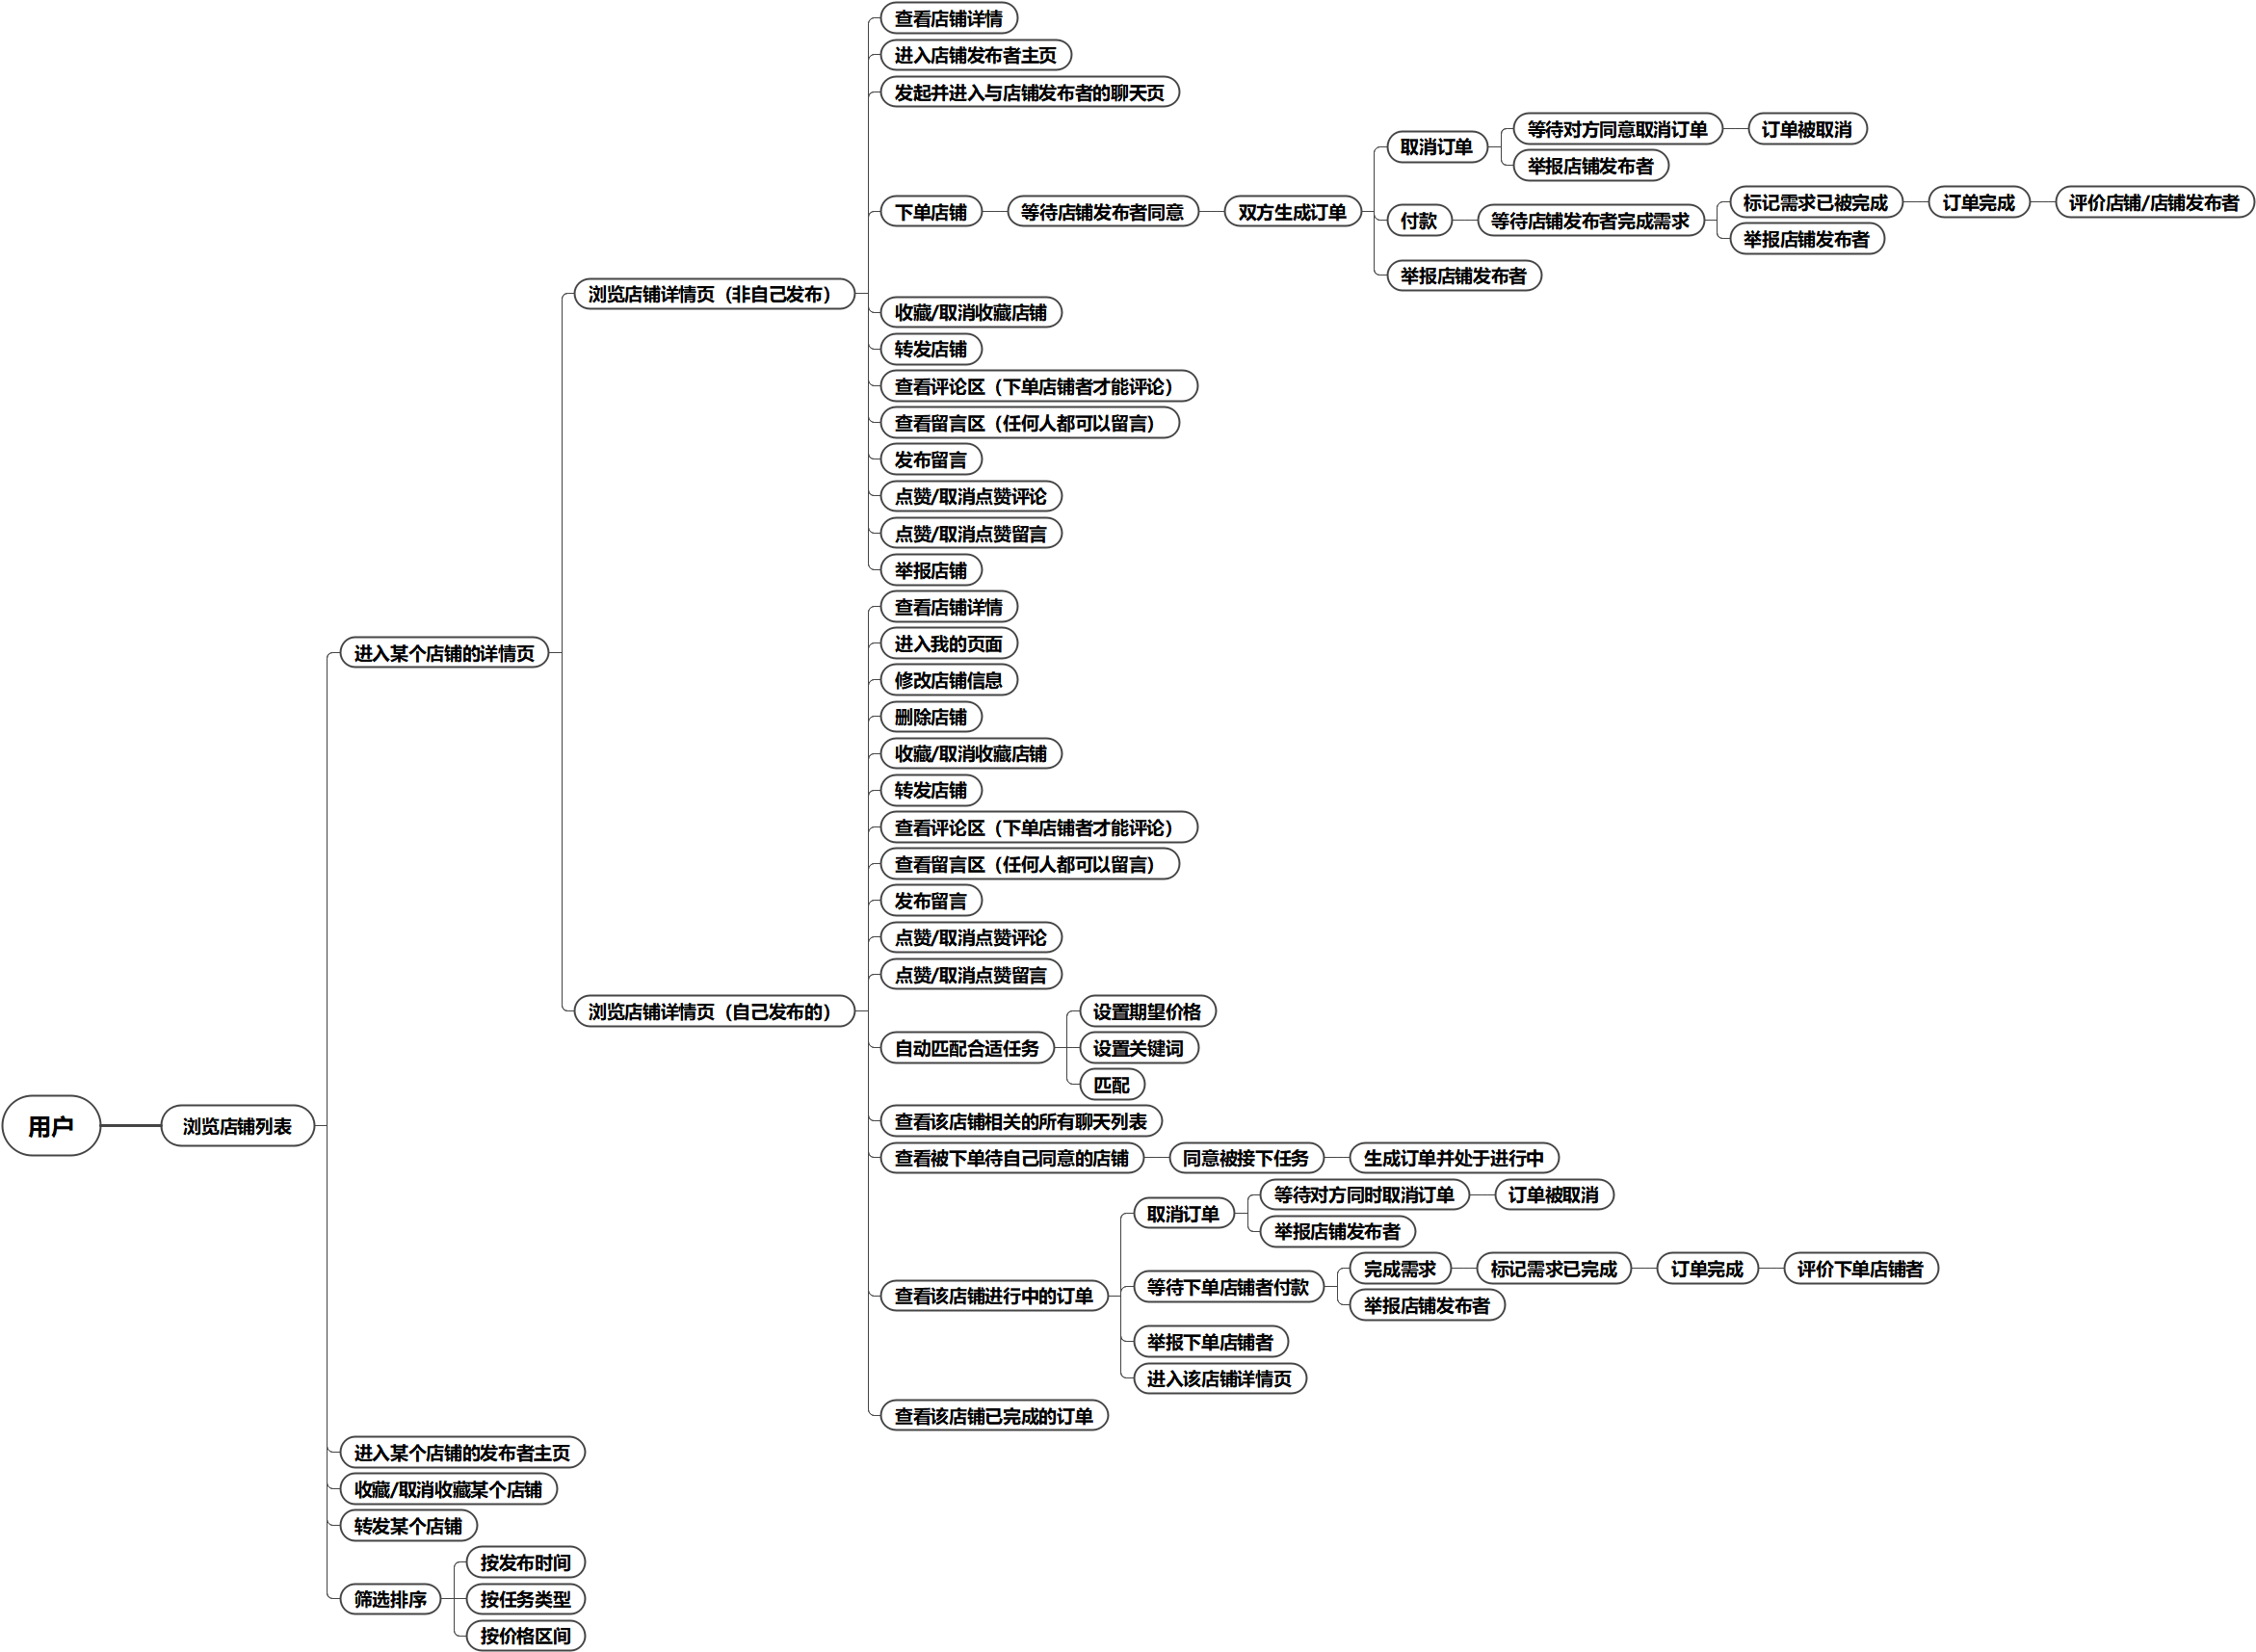 用户
浏览店铺列表
进入某个店铺的详情页
浏览店铺详情页（非自己发布）
查看店铺详情
进入店铺发布者主页
发起并进入与店铺发布者的聊天页
下单店铺
等待店铺发布者同意
双方生成订单
取消订单
等待对方同意取消订单
订单被取消
举报店铺发布者
付款
等待店铺发布者完成需求
标记需求已被完成
订单完成
评价店铺/店铺发布者
举报店铺发布者
举报店铺发布者
收藏/取消收藏店铺
转发店铺
查看评论区（下单店铺者才能评论）
查看留言区（任何人都可以留言）
发布留言
点赞/取消点赞评论
点赞/取消点赞留言
举报店铺
浏览店铺详情页（自己发布的）
查看店铺详情
进入我的页面
修改店铺信息
删除店铺
收藏/取消收藏店铺
转发店铺
查看评论区（下单店铺者才能评论）
查看留言区（任何人都可以留言）
发布留言
点赞/取消点赞评论
点赞/取消点赞留言
自动匹配合适任务
设置期望价格
设置关键词
匹配
查看该店铺相关的所有聊天列表
查看被下单待自己同意的店铺
同意被接下任务
生成订单并处于进行中
查看该店铺进行中的订单
取消订单
等待对方同时取消订单
订单被取消
举报店铺发布者
等待下单店铺者付款
完成需求
标记需求已完成
订单完成
评价下单店铺者
举报店铺发布者
举报下单店铺者
进入该店铺详情页
查看该店铺已完成的订单
进入某个店铺的发布者主页
收藏/取消收藏某个店铺
转发某个店铺
筛选排序
按发布时间
按任务类型
按价格区间